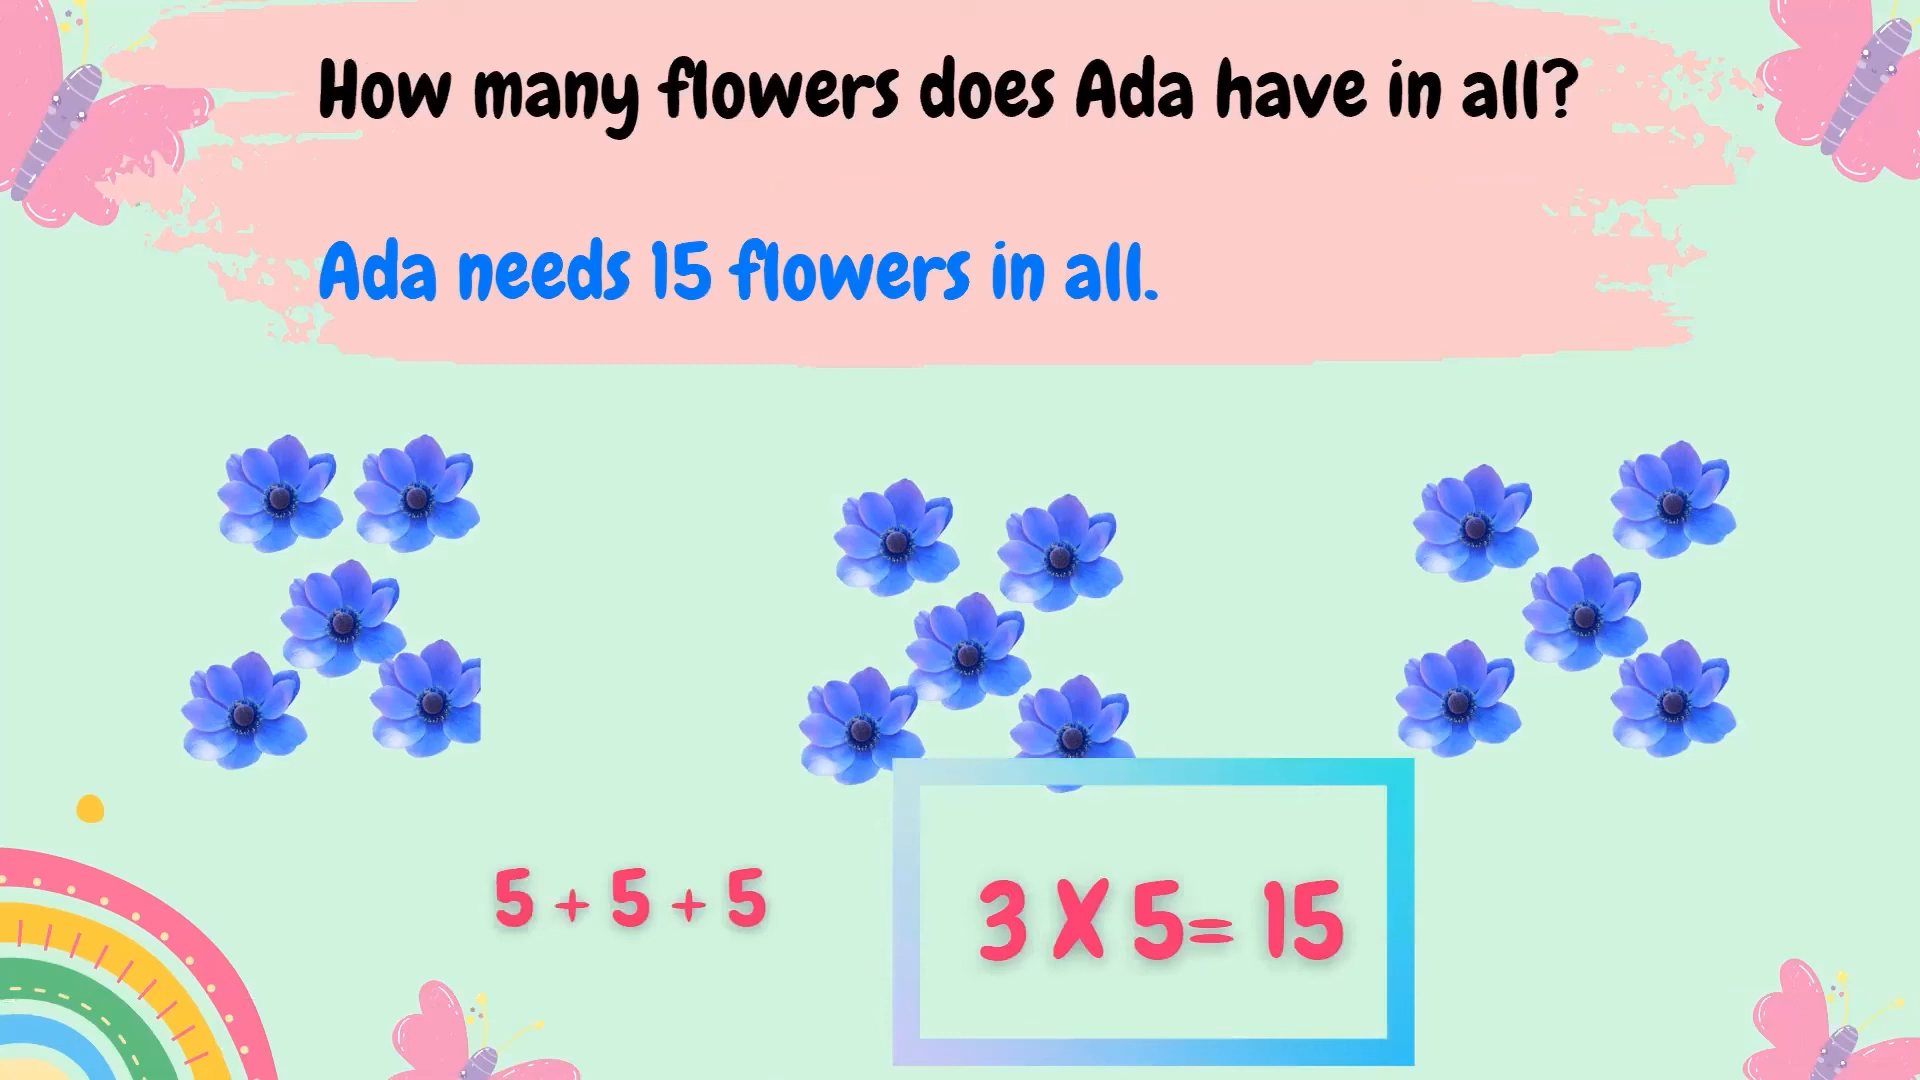 How many flowers does Ada have in all?
Ada needs 15 flowers in all.
5 + 5 + 5
3 X 5= 15